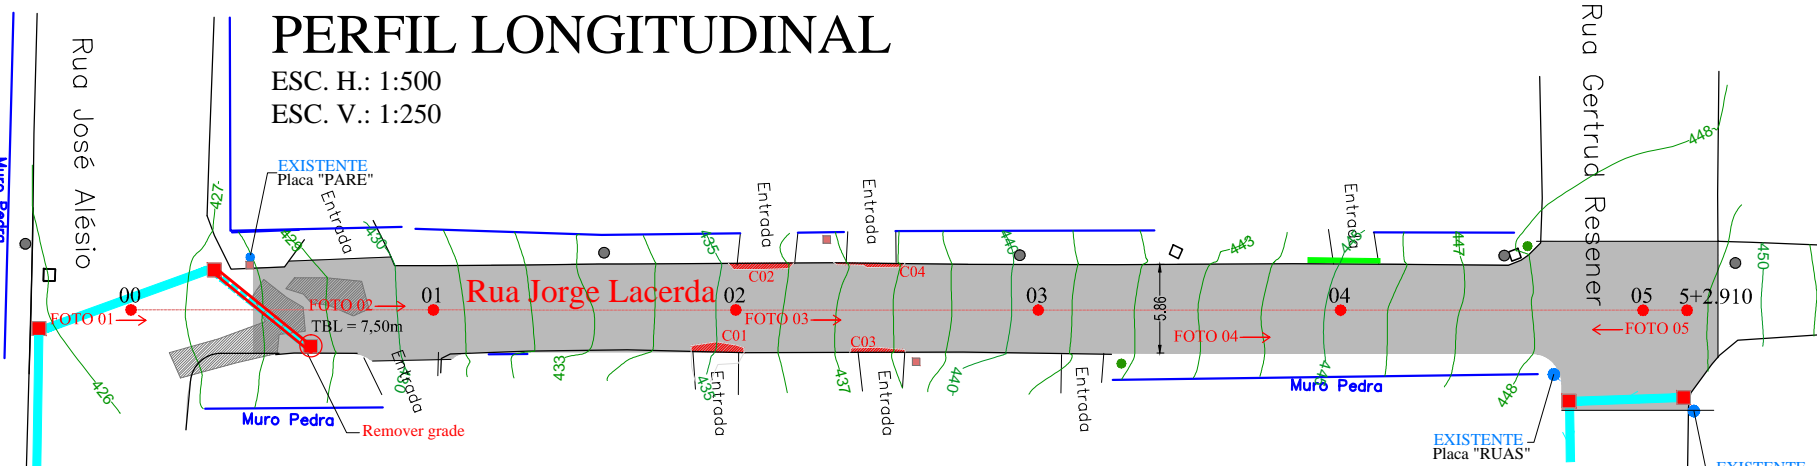 PERFIL LONGITUDINAL
ESC. H.: 1:500
ESC. V.: 1:250
Rua José Alésio
Rua Gertrud Resener
Muro Pedra
EXISTENTE
Placa "PARE"
427
429
Entrada
430
435
Entrada
Entrada
440
443
Entrada
447
448
450
C02
C04
00
01
Rua Jorge Lacerda
02
03
04
05
5+2.910
FOTO 01
FOTO 02
TBL = 7,50m
FOTO 03
5.86
FOTO 04
FOTO 05
C01
C03
426
Entrada
433
435
Entrada
437
Entrada
440
Entrada
448
Muro Pedra
Muro Pedra
Remover grade
EXISTENTE
Placa "RUAS"
EXISTENTE